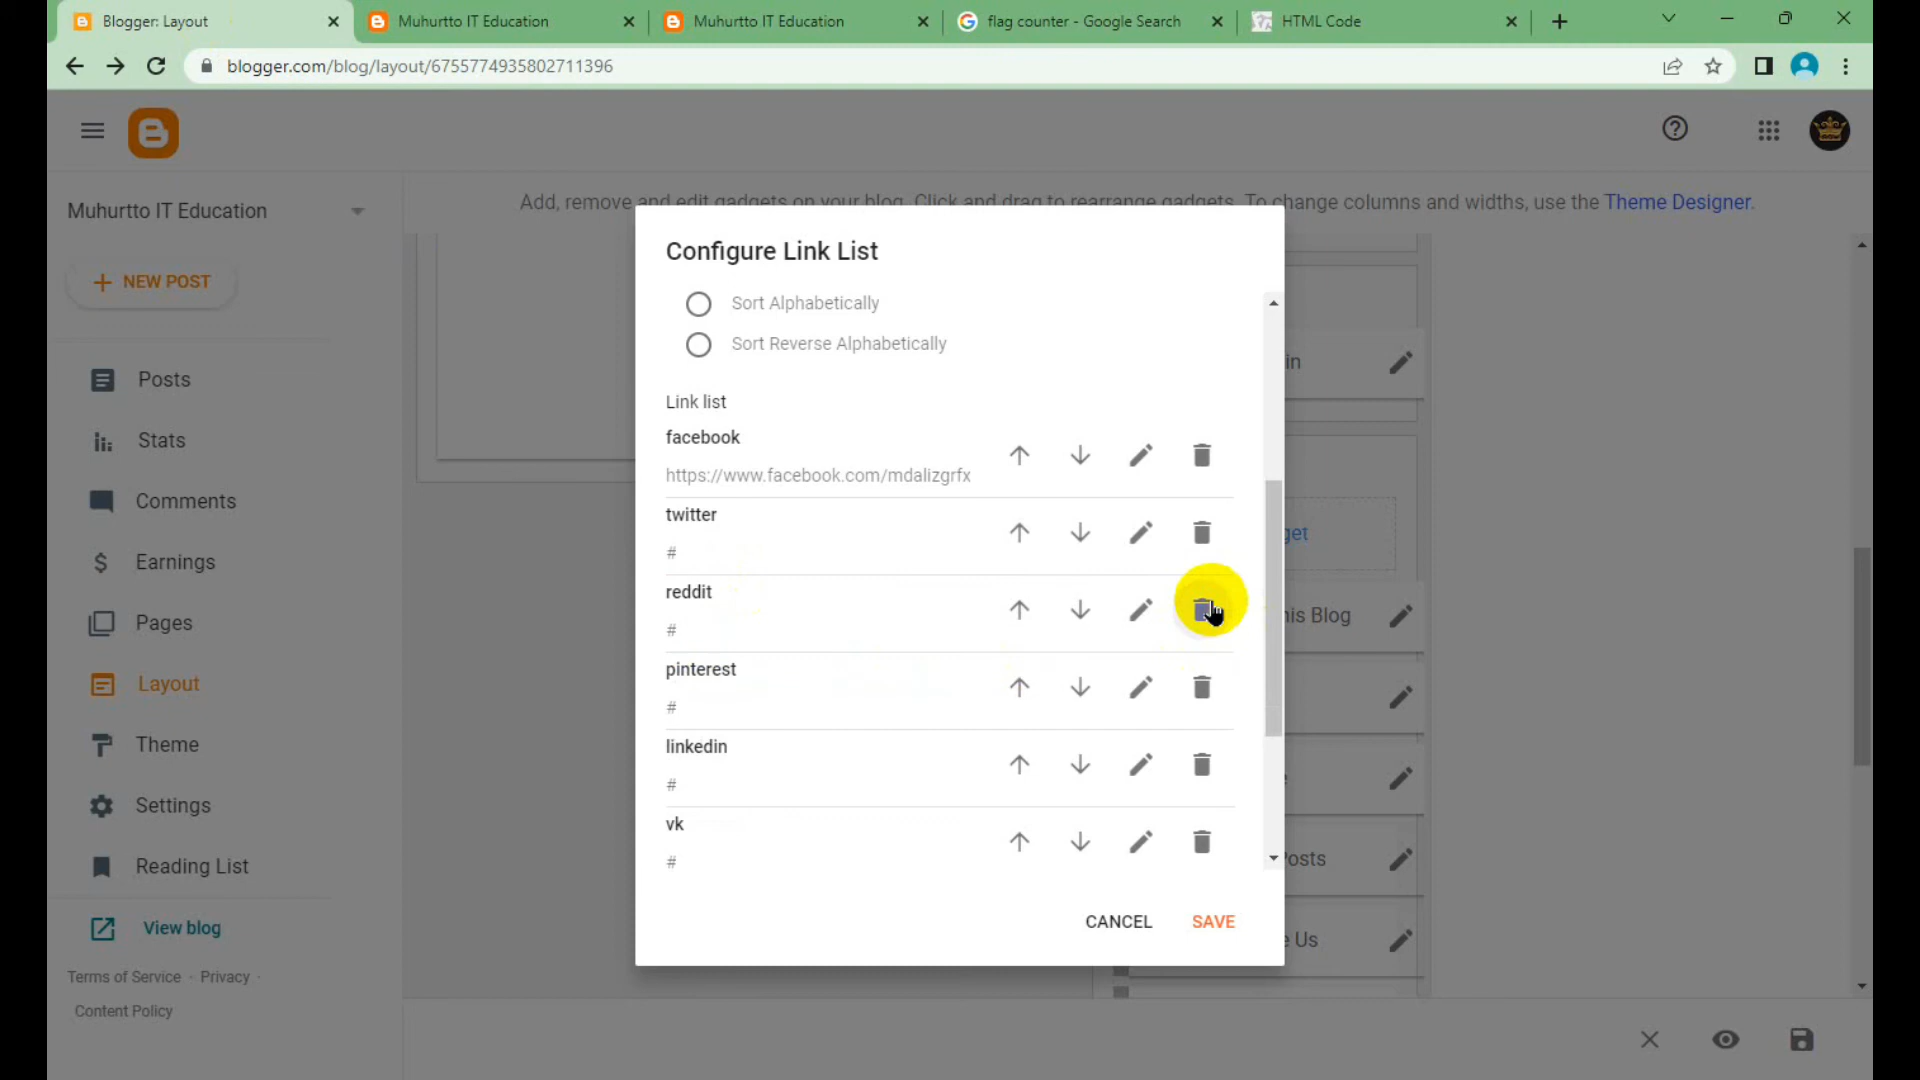 Blogger: Layout
Muhurtto IT Education
Muhurtto IT Education
flag counter - Google Search
HTML Code
blogger.com/blog/layout/6755774935802711396
Muhurtto IT Education
Add, remove and edit gadgets on your blog. Click and drag to rearrange gadgets. To change columns and widths, use the Theme Designer.
NEW POST
Posts
Stats
Comments
Earnings
Pages
Layout
Theme
Settings
Reading List
View blog
Terms of Service · Privacy ·
Content Policy
Configure Link List
Sort Alphabetically
Sort Reverse Alphabetically
Link list
facebook
https://www.facebook.com/mdalizgrfx
twitter
#
reddit
#
pinterest
#
linkedin
#
vk
#
CANCEL
SAVE
in
get
his Blog
Posts
e Us